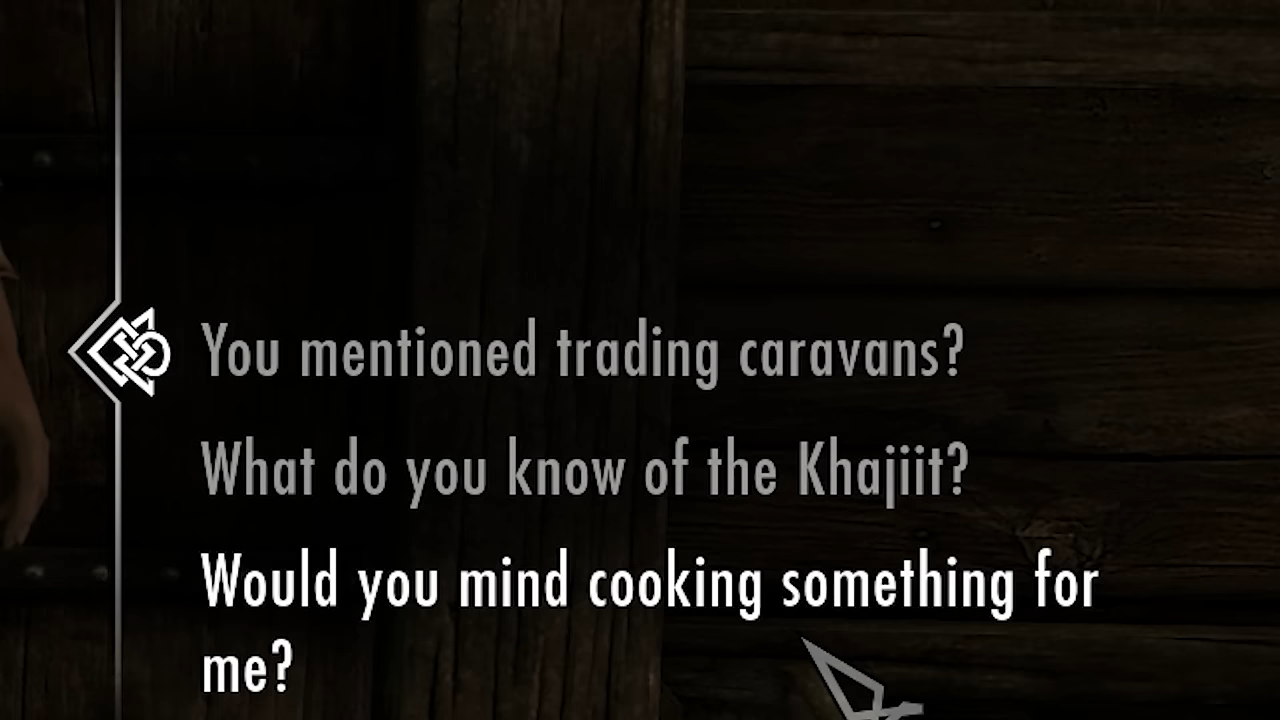 You mentioned trading caravans?
What do you know of the Khajiit?
Would you mind cooking something for
me?